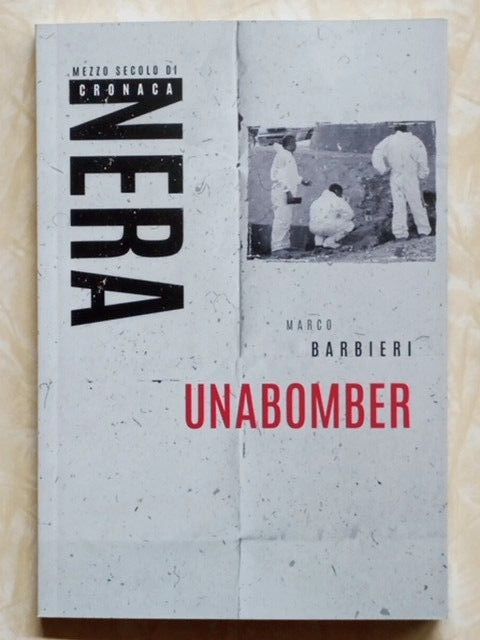 MEZZO SECOLO DI
CRONACA
NERA
MARCO
BARBIERI
UNABOMBER